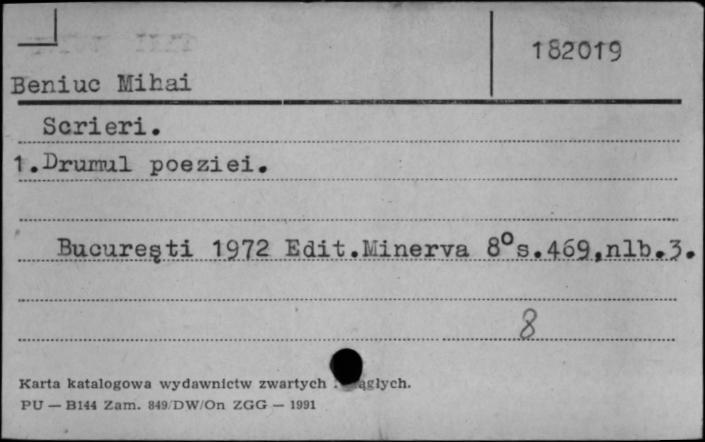 182019
Beniuc Mihai
Scrieri.
1.Drumul poeziei.
Bucureşti 1972 Edit.Minerva 8° s.469,nlb.3.
8
Karta katalogowa wydawnictw zwartych
PU — B144 Zam. 849/DW/On ZGG — 1991